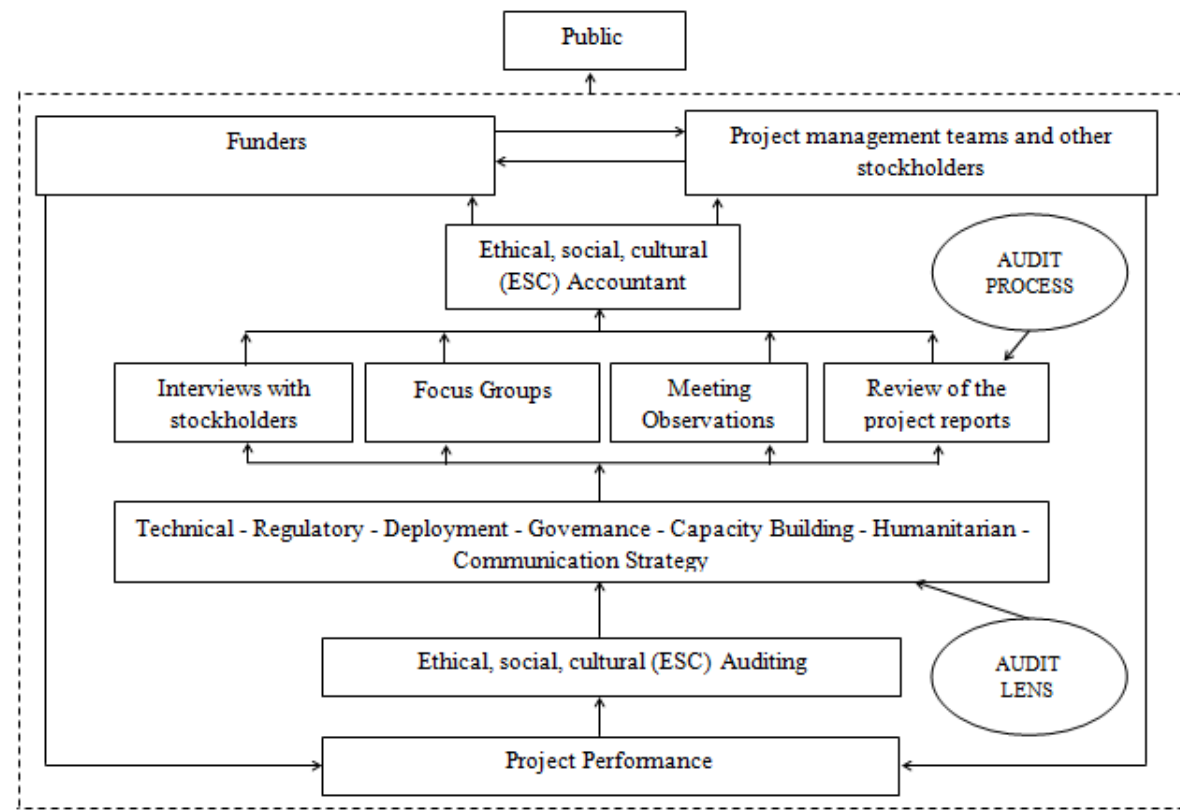 Public
Funders
Project management teams and other
stockholders
Ethical, social, cultural
(ESC) Accountant
AUDIT
PROCESS
Interviews with
stockholders
Focus Groups
Meeting
Observations
Review of the
project reports
Technical - Regulatory - Deployment - Governance - Capacity Building - Humanitarian -
Communication Strategy
Ethical, social, cultural (ESC) Auditing
AUDIT
LENS
Project Performance